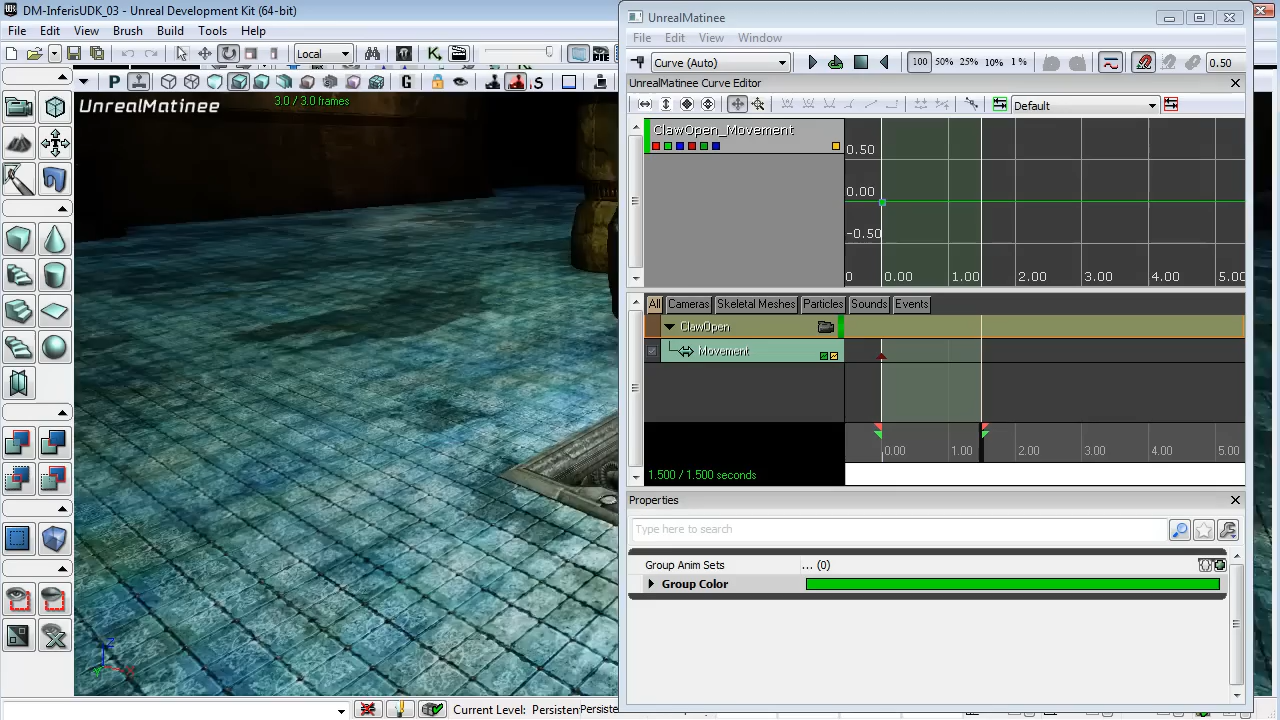 DM-InferisUDK_03 - Unreal Development Kit (64-bit)
File Edit View Brush Build Tools Help
Local
P
G
S
UnrealMatinee
3.0 / 3.0 frames
Z
X
Y
Current Level: Persisten
Persiste
UnrealMatinee
File Edit View Window
Curve (Auto)
100 50% 25% 10% 1 %
0.50
UnrealMatinee Curve Editor
Default
ClawOpen_Movement
0.50
0.00
-0.50
0 0.00 1.00 2.00 3.00 4.00 5.00
All Cameras Skeletal Meshes Particles Sounds Events
ClawOpen
Movement
0.00 1.00 2.00 3.00 4.00 5.00
1.500 / 1.500 seconds
Properties
Type here to search
Group Anim Sets ... (0)
Group Color